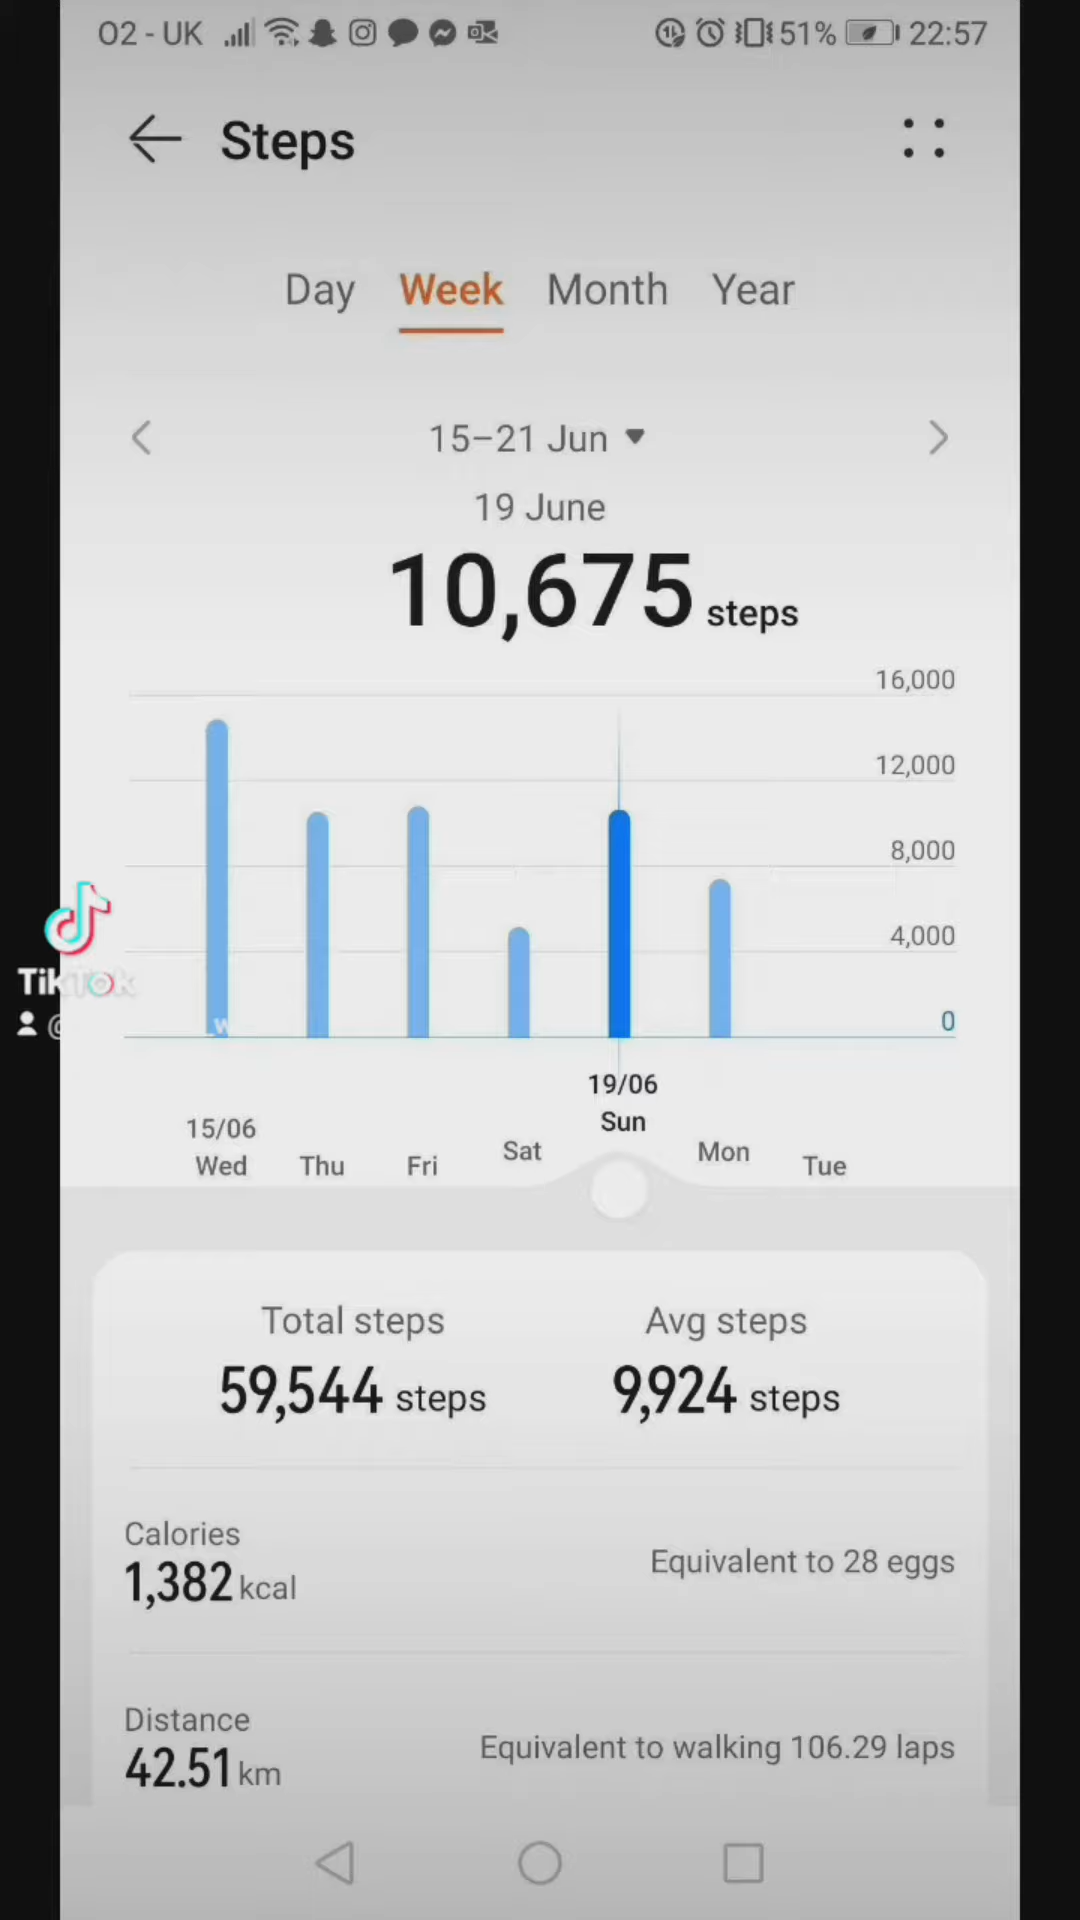 O2 - UK 51% 22:57
Steps
Day Week Month Year
15–21 Jun
19 June
10,675 steps
16,000
12,000
8,000
4,000
0
TikTok
@
19/06
Sun
15/06
Wed Thu Fri Sat Mon Tue
Total steps Avg steps
59,544 steps 9,924 steps
Calories
1,382 kcal
Equivalent to 28 eggs
Distance
42.51 km
Equivalent to walking 106.29 laps